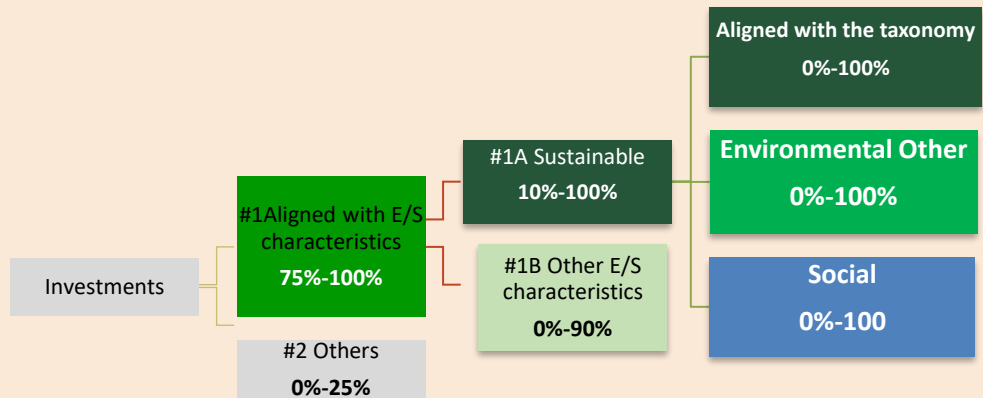 Investments
#1Aligned with E/S
characteristics
75%-100%
#2 Others
0%-25%
#1A Sustainable
10%-100%
#1B Other E/S
characteristics
0%-90%
Aligned with the taxonomy
0%-100%
Environmental Other
0%-100%
Social
0%-100